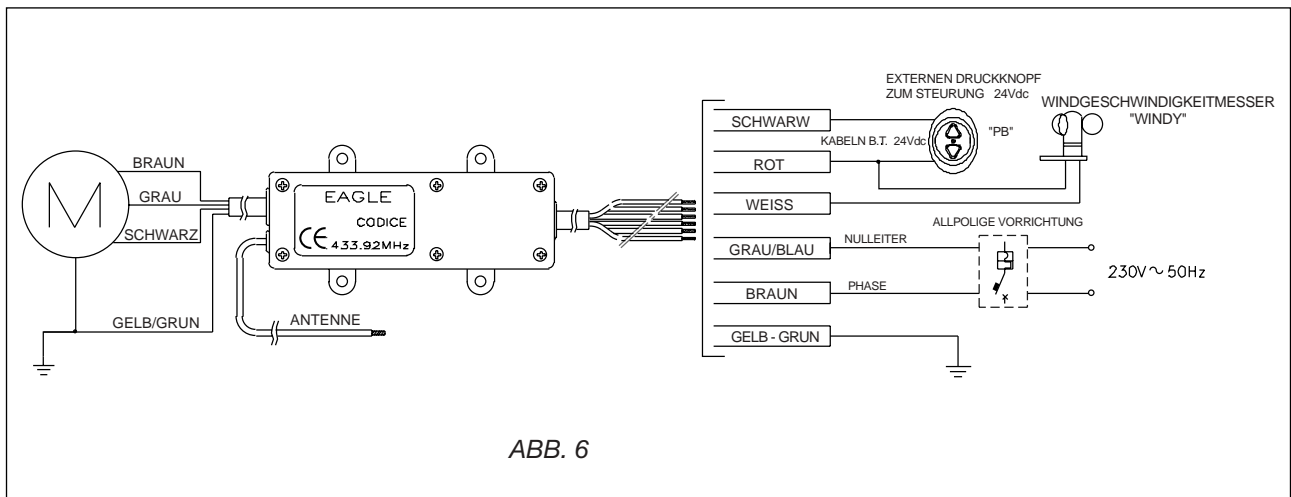 EXTERNEN DRUCKKNOPF
ZUM STEURUNG 24Vdc
WINDGESCHWINDIGKEITMESSER
"WINDY"
SCHWARW
KABELN B.T. 24Vdc
"PB"
BRAUN
ROT
GRAU
EAGLE
CODICE
CE 433.92MHz
M
WEISS
SCHWARZ
ALLPOLIGE VORRICHTUNG
GRAU/BLAU
NULLEITER
230V~50Hz
BRAUN
PHASE
GELB/GRUN
ANTENNE
GELB - GRUN
ABB. 6